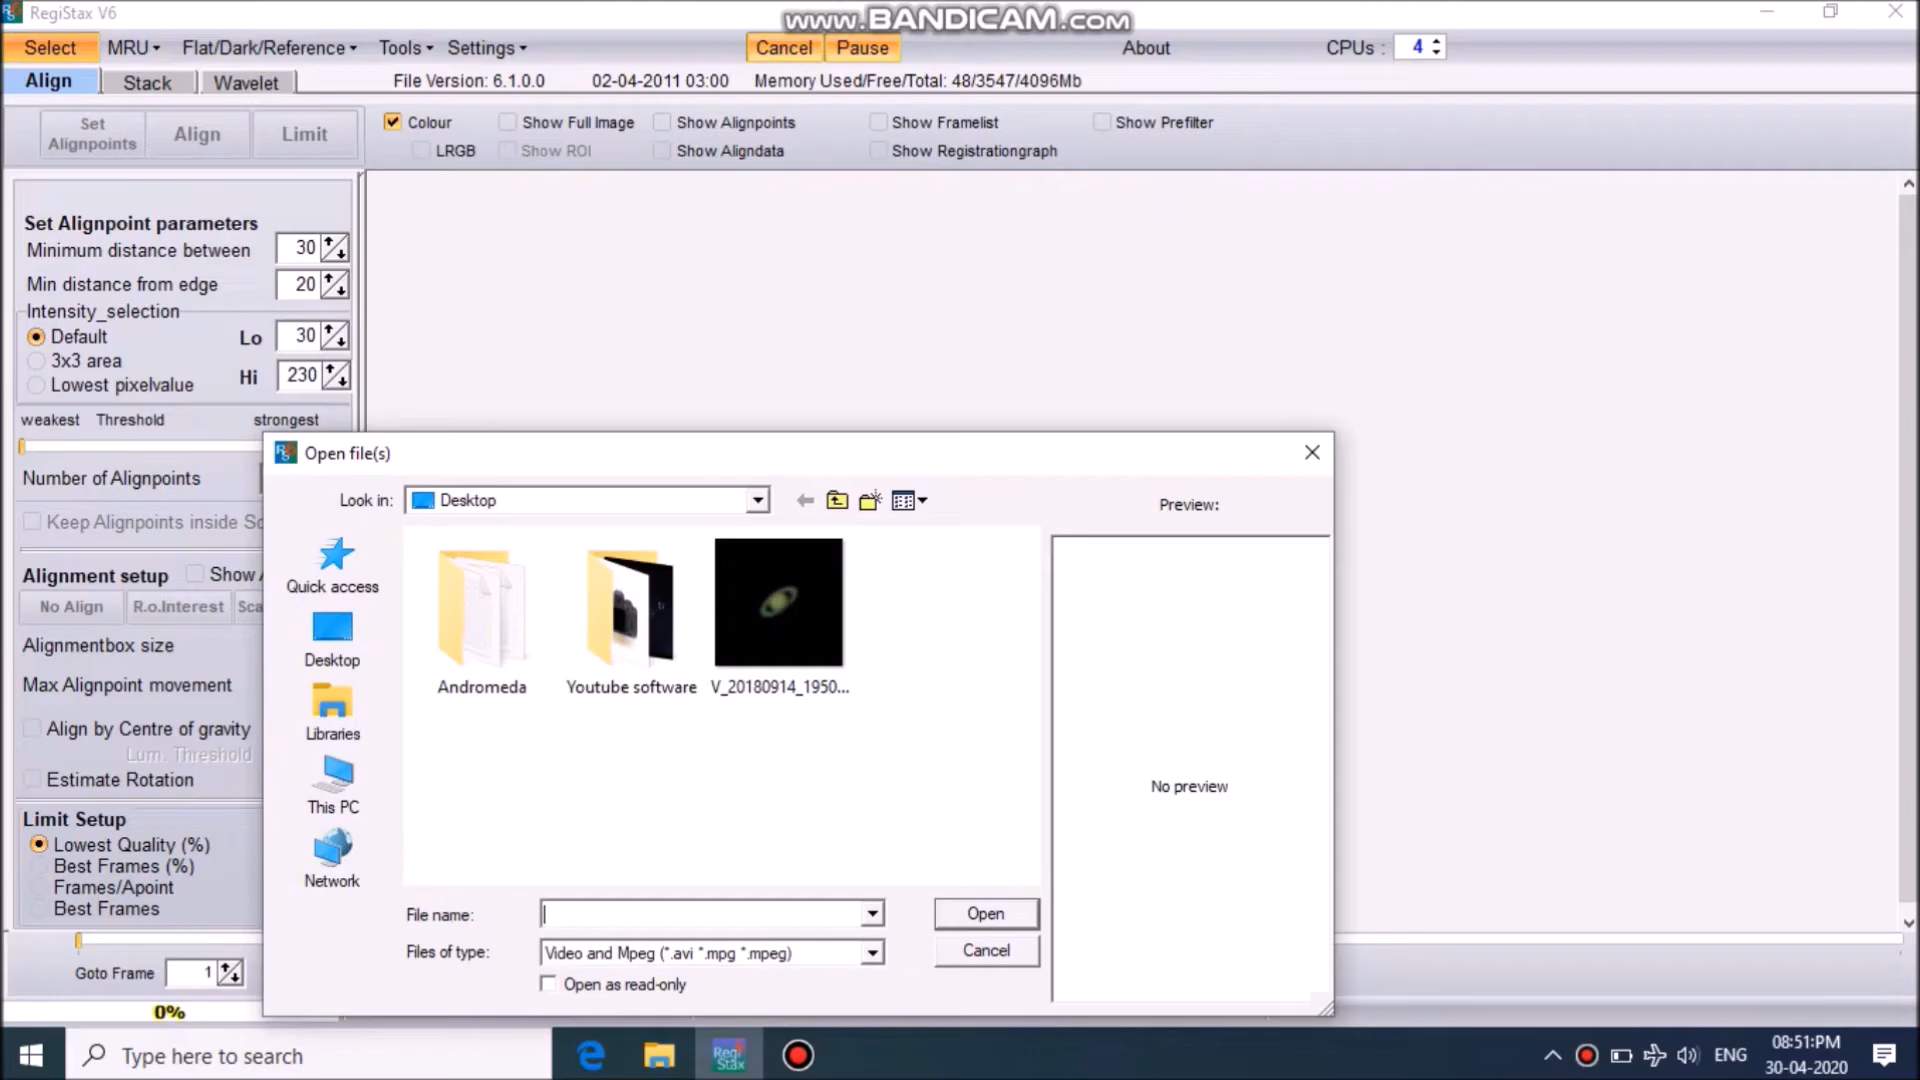 RegiStax V6
www.BANDICAM.com
Select MRU Flat/Dark/Reference Tools Settings Cancel Pause About CPUs : 4
Align Stack Wavelet File Version: 6.1.0.0 02-04-2011 03:00 Memory Used/Free/Total: 48/3547/4096Mb
Set Alignpoints Align Limit
Colour Show Full Image Show Alignpoints Show Framelist Show Prefilter
LRGB Show ROI Show Aligndata Show Registrationgraph
Set Alignpoint parameters
Minimum distance between 30
Min distance from edge 20
Intensity_selection
Default Lo 30
3x3 area
Hi 230
Lowest pixelvalue
weakest Threshold strongest
Number of Alignpoints
Keep Alignpoints inside
Alignment setup Show
No Align R.o.Interest
Alignmentbox size
Max Alignpoint movement
Align by Centre of gravity
Lum. Threshold
Estimate Rotation
Limit Setup
Lowest Quality (%)
Best Frames (%)
Frames/Apoint
Best Frames
Goto Frame 1
0%
Open file(s)
Look in: Desktop
Preview:
Quick access
Desktop
Libraries
This PC
Network
Andromeda Youtube software V_20180914_1950...
No preview
File name: Open
Files of type: Video and Mpeg (*.avi *.mpg *.mpeg) Cancel
Open as read-only
Type here to search
Regi Stax
ENG
08:51:PM
30-04-2020